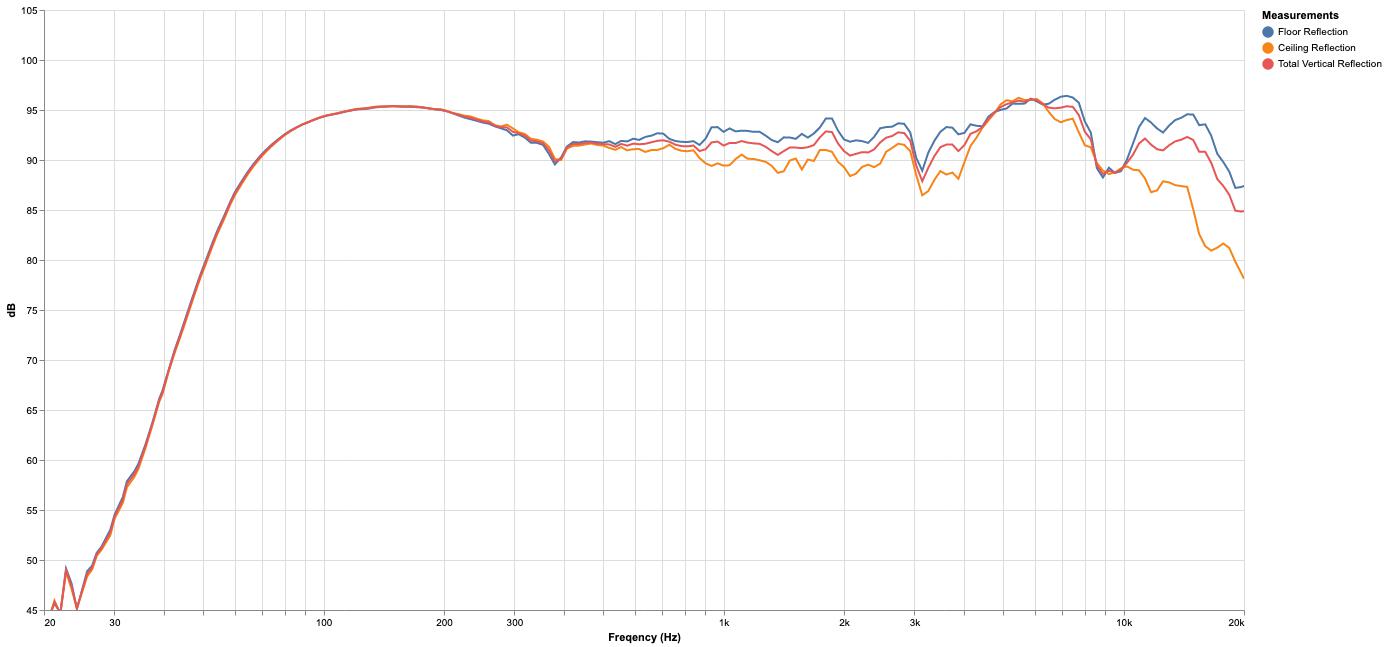 105
100
95
90
85
80
75
70
65
60
55
50
45
dB
20 30 100 200 300 1k 2k 3k 10k 20k
Freqency (Hz)
Measurements
Floor Reflection
Ceiling Reflection
Total Vertical Reflection